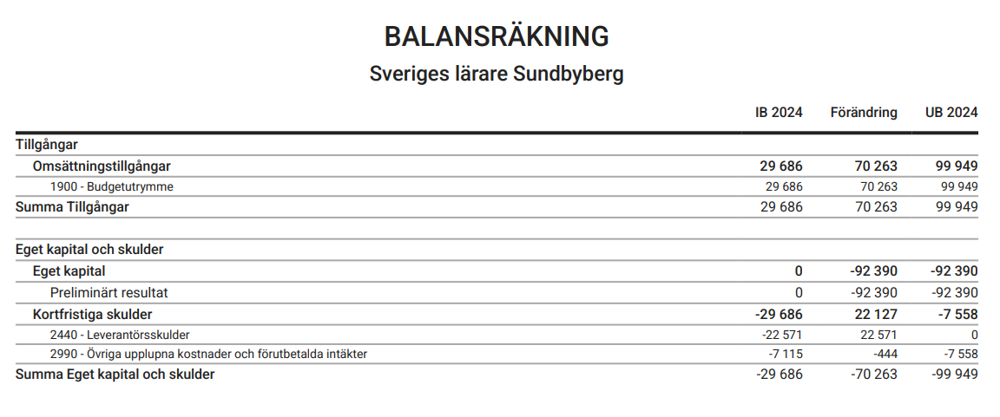 BALANSRÄKNING
Sveriges lärare Sundbyberg
IB 2024 Förändring UB 2024
Tillgångar
Omsättningstillgångar 29 686 70 263 99 949
1900 - Budgetutrymme 29 686 70 263 99 949
Summa Tillgångar 29 686 70 263 99 949
Eget kapital och skulder
Eget kapital 0 -92 390 -92 390
Preliminärt resultat 0 -92 390 -92 390
Kortfristiga skulder -29 686 22 127 -7 558
2440 - Leverantörsskulder -22 571 22 571 0
2990 - Övriga upplupna kostnader och förutbetalda intäkter -7 115 -444 -7 558
Summa Eget kapital och skulder -29 686 -70 263 -99 949